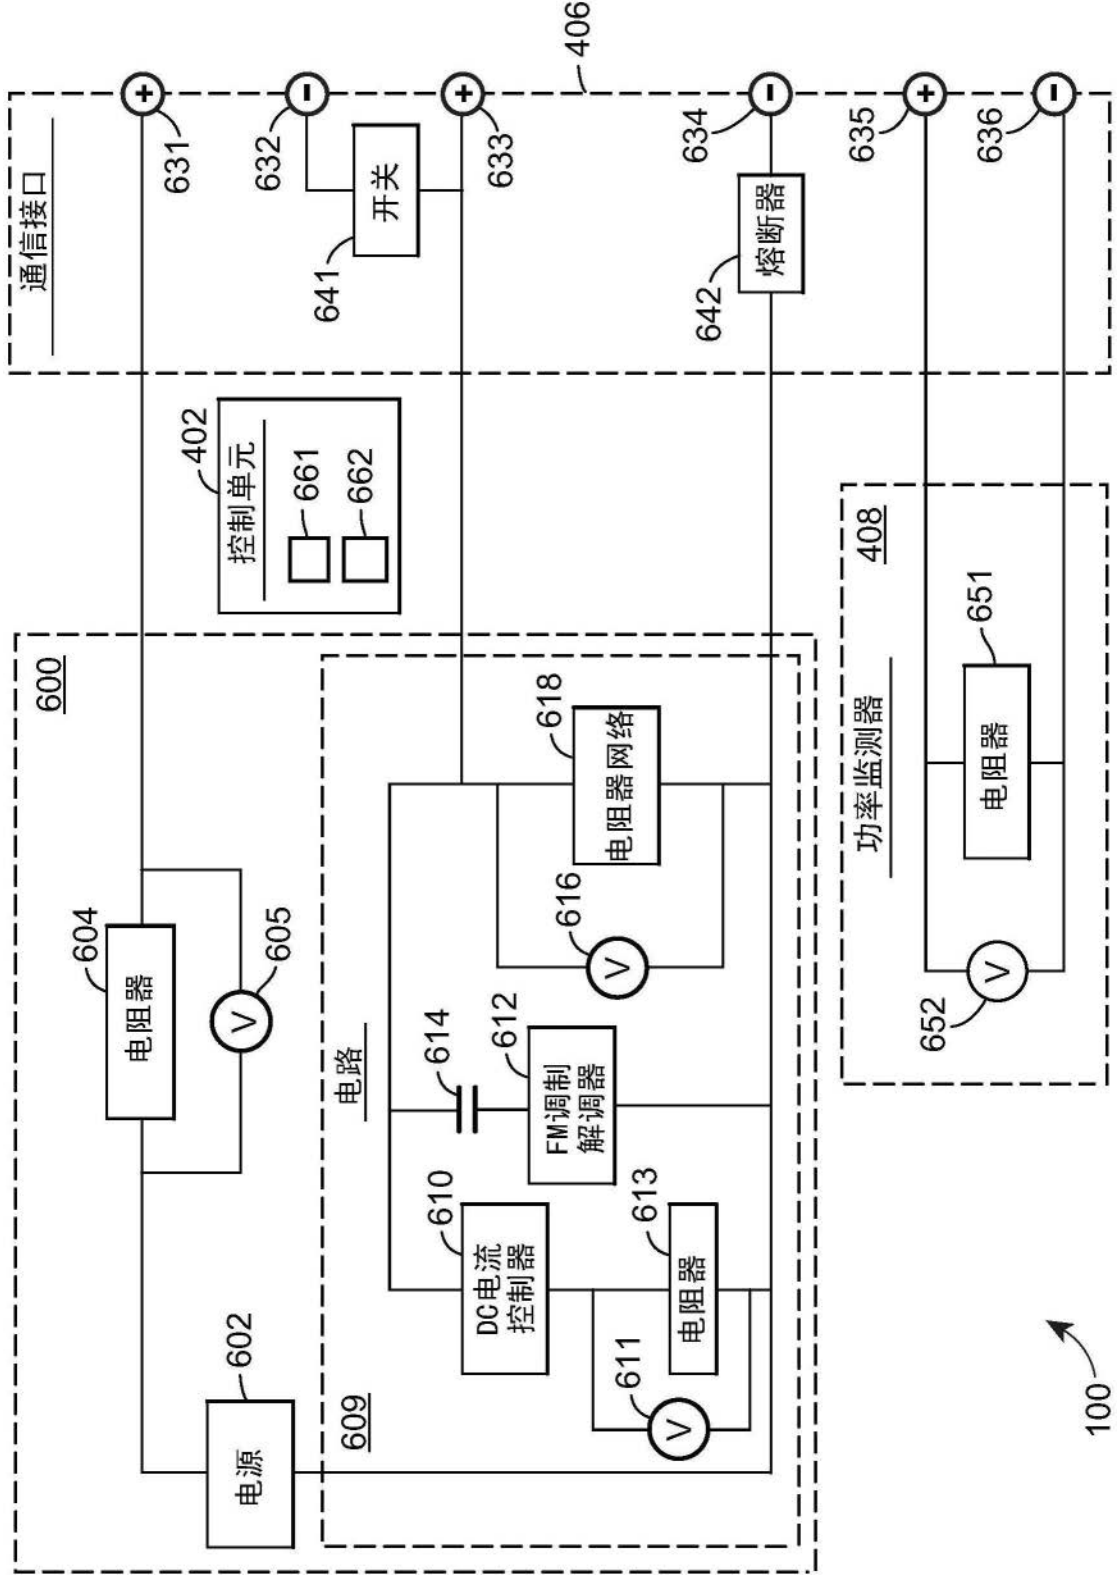 600
电源
602
电阻器
604
V
605
609
电路
DC电流
控制器
610
V
611
电阻器
613
FM调制
解调器
612
614
V
616
电阻器网络
618
控制单元
402
661
662
通信接口
406
+
631
-
632
+
633
-
634
+
635
-
636
开关
641
熔断器
642
功率监测器
408
电阻器
651
V
652
100